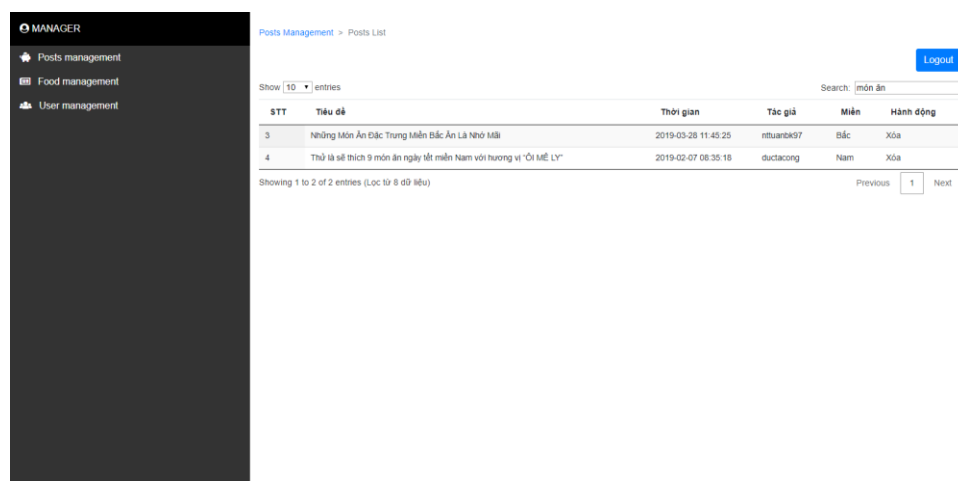 MANAGER
Posts management
Food management
User management
Posts Management > Posts List
Logout
Show 10 entries
Search: món ăn
STT Tiêu đề Thời gian Tác giả Miền Hành động
3 Những Món Ăn Đặc Trưng Miền Bắc Ăn Là Nhớ Mãi 2019-03-28 11:45:25 nttuanbk97 Bắc Xóa
4 Thử là sẽ thích 9 món ăn ngày tết miền Nam với hương vị "ÔI MÊ LY" 2019-02-07 08:35:18 ductacong Nam Xóa
Showing 1 to 2 of 2 entries (Lọc từ 8 dữ liệu)
Previous 1 Next